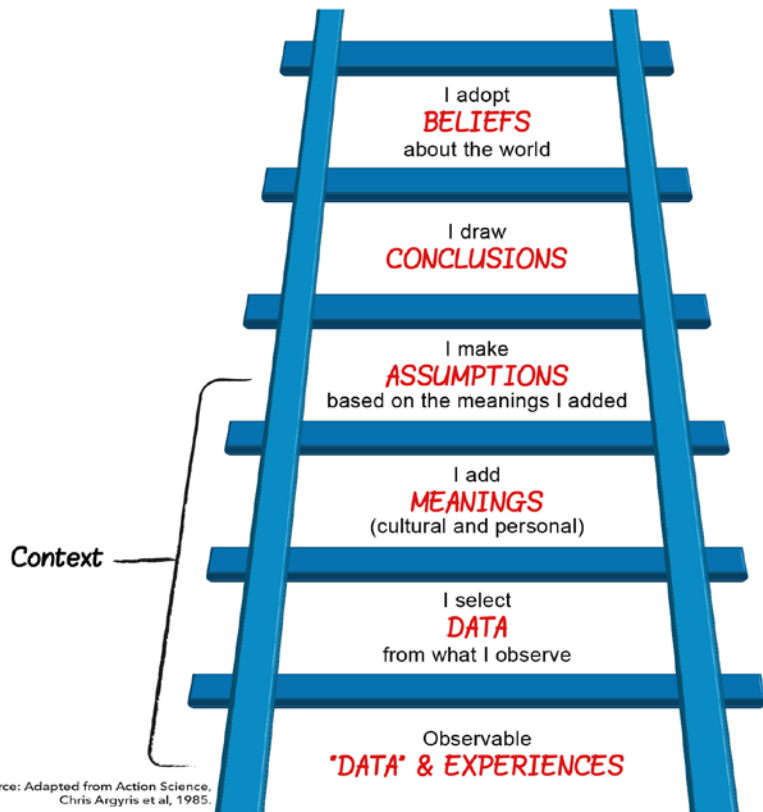 I adopt
BELIEFS
about the world
I draw
CONCLUSIONS
I make
ASSUMPTIONS
based on the meanings I added
I add
MEANINGS
(cultural and personal)
Context
I select
DATA
from what I observe
Observable
"DATA" & EXPERIENCES
rce: Adapted from Action Science,
Chris Argyris et al, 1985.